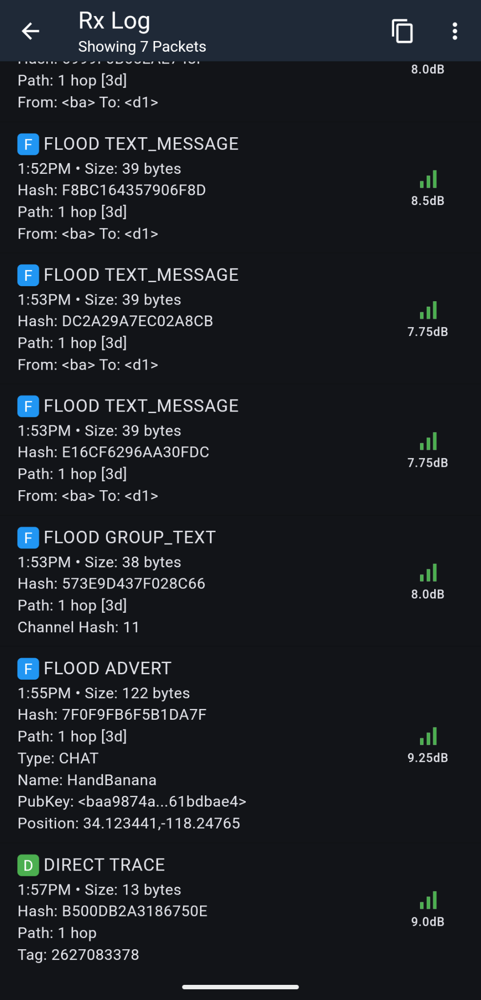 Rx Log
Showing 7 Packets
8.0dB
Path: 1 hop [3d]
From: <ba> To: <d1>
F FLOOD TEXT_MESSAGE
1:52PM • Size: 39 bytes
Hash: F8BC164357906F8D
8.5dB
Path: 1 hop [3d]
From: <ba> To: <d1>
F FLOOD TEXT_MESSAGE
1:53PM • Size: 39 bytes
Hash: DC2A29A7EC02A8CB
7.75dB
Path: 1 hop [3d]
From: <ba> To: <d1>
F FLOOD TEXT_MESSAGE
1:53PM • Size: 39 bytes
Hash: E16CF6296AA30FDC
7.75dB
Path: 1 hop [3d]
From: <ba> To: <d1>
F FLOOD GROUP_TEXT
1:53PM • Size: 38 bytes
Hash: 573E9D437F028C66
8.0dB
Path: 1 hop [3d]
Channel Hash: 11
F FLOOD ADVERT
1:55PM • Size: 122 bytes
Hash: 7F0F9FB6F5B1DA7F
Path: 1 hop [3d]
Type: CHAT
9.25dB
Name: HandBanana
PubKey: <baa9874a...61bdbae4>
Position: 34.123441,-118.24765
D DIRECT TRACE
1:57PM • Size: 13 bytes
Hash: B500DB2A3186750E
9.0dB
Path: 1 hop
Tag: 2627083378